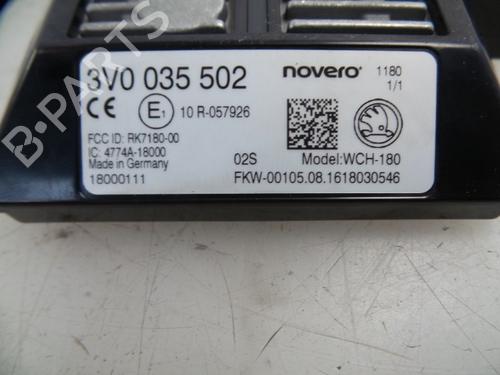 3V0 035 502
novero
1180
1/1
CE E1 10 R-057926
FCC ID: RK7180-00
IC: 4774A-18000
Made in Germany
18000111
02S
Model:WCH-180
FKW-00105.08.1618030546
B-PARTS